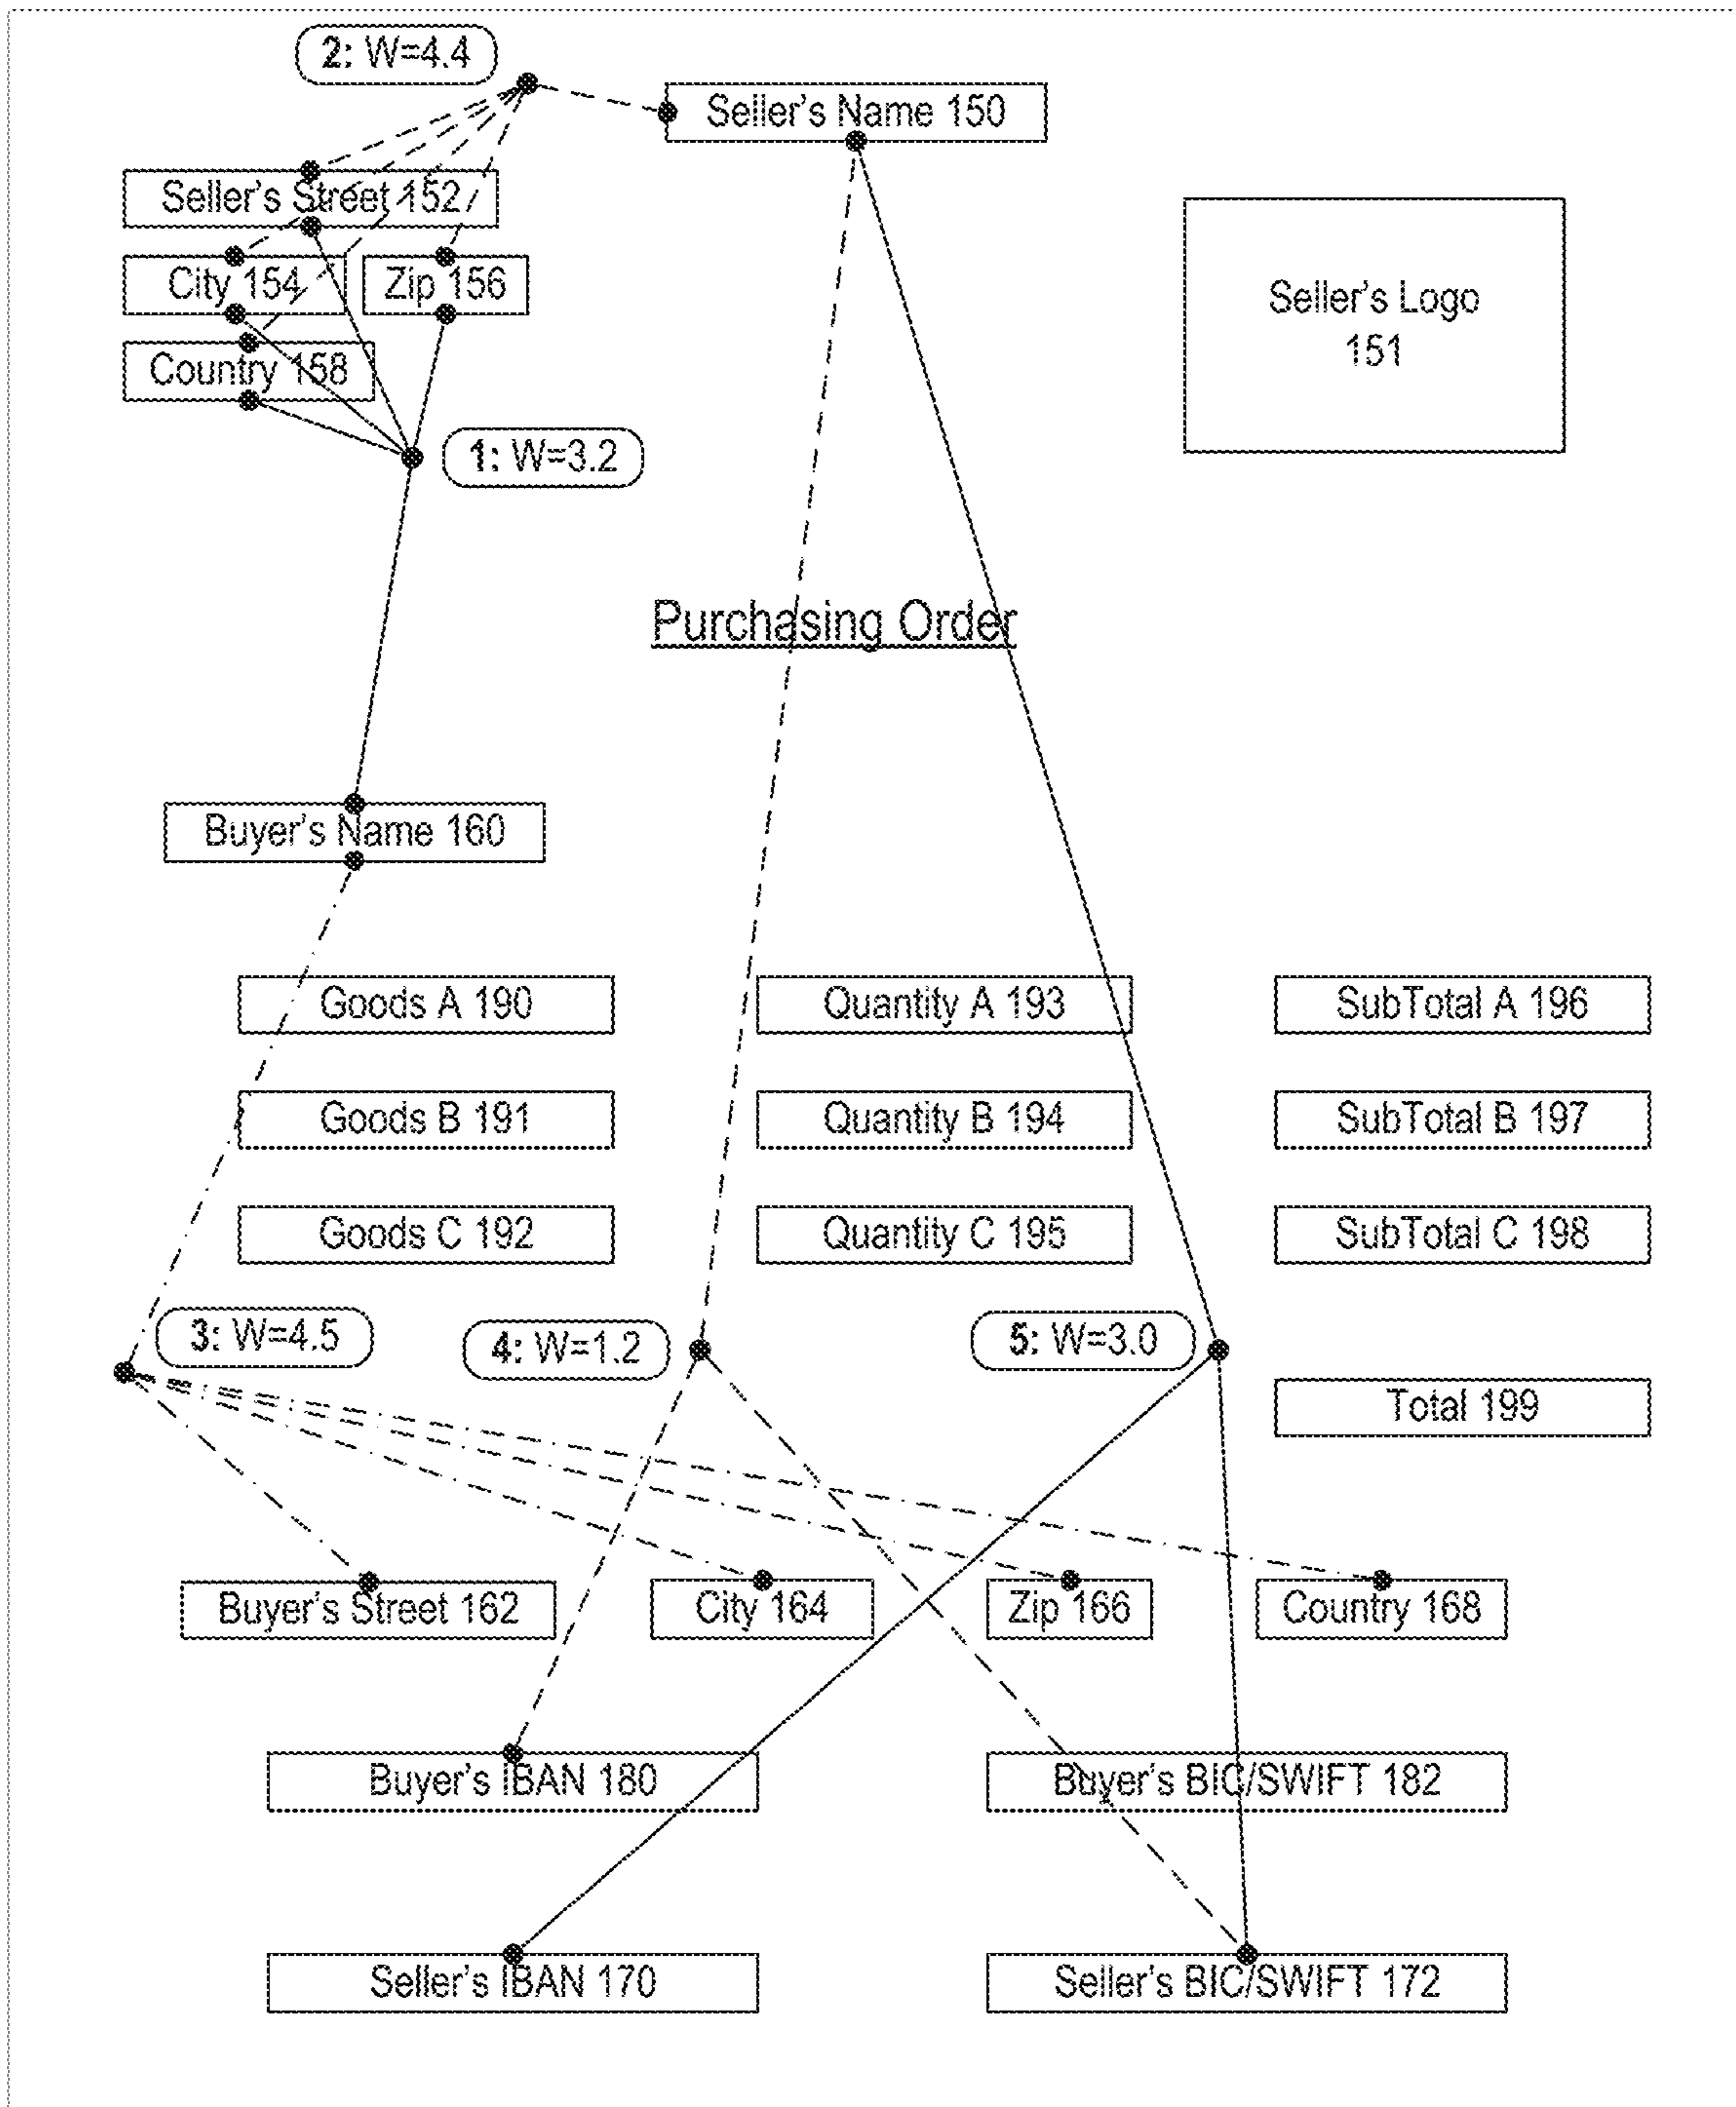 2: W=4.4
Seller's Name 150
Seller's Street 152
City 154
Zip 156
Seller's Logo
151
Country 158
1: W=3.2
Purchasing Order
Buyer's Name 160
Goods A 190
Quantity A 193
SubTotal A 196
Goods B 191
Quantity B 194
SubTotal B 197
Goods C 192
Quantity C 195
SubTotal C 198
3: W=4.5
4: W=1.2
5: W=3.0
Total 199
Buyer's Street 162
City 164
Zip 166
Country 168
Buyer's IBAN 180
Buyer's BIC/SWIFT 182
Seller's IBAN 170
Seller's BIC/SWIFT 172